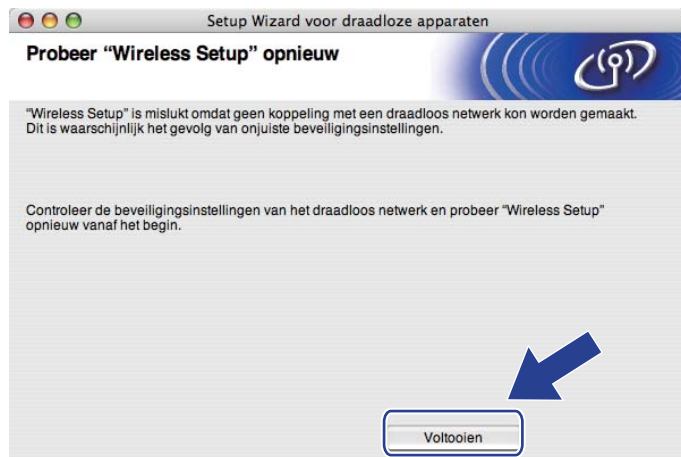 Setup Wizard voor draadloze apparaten
Probeer “Wireless Setup” opnieuw
“Wireless Setup” is mislukt omdat geen koppeling met een draadloos netwerk kon worden gemaakt.
Dit is waarschijnlijk het gevolg van onjuiste beveiligingsinstellingen.
Controleer de beveiligingsinstellingen van het draadloos netwerk en probeer “Wireless Setup”
opnieuw vanaf het begin.
Voltooien